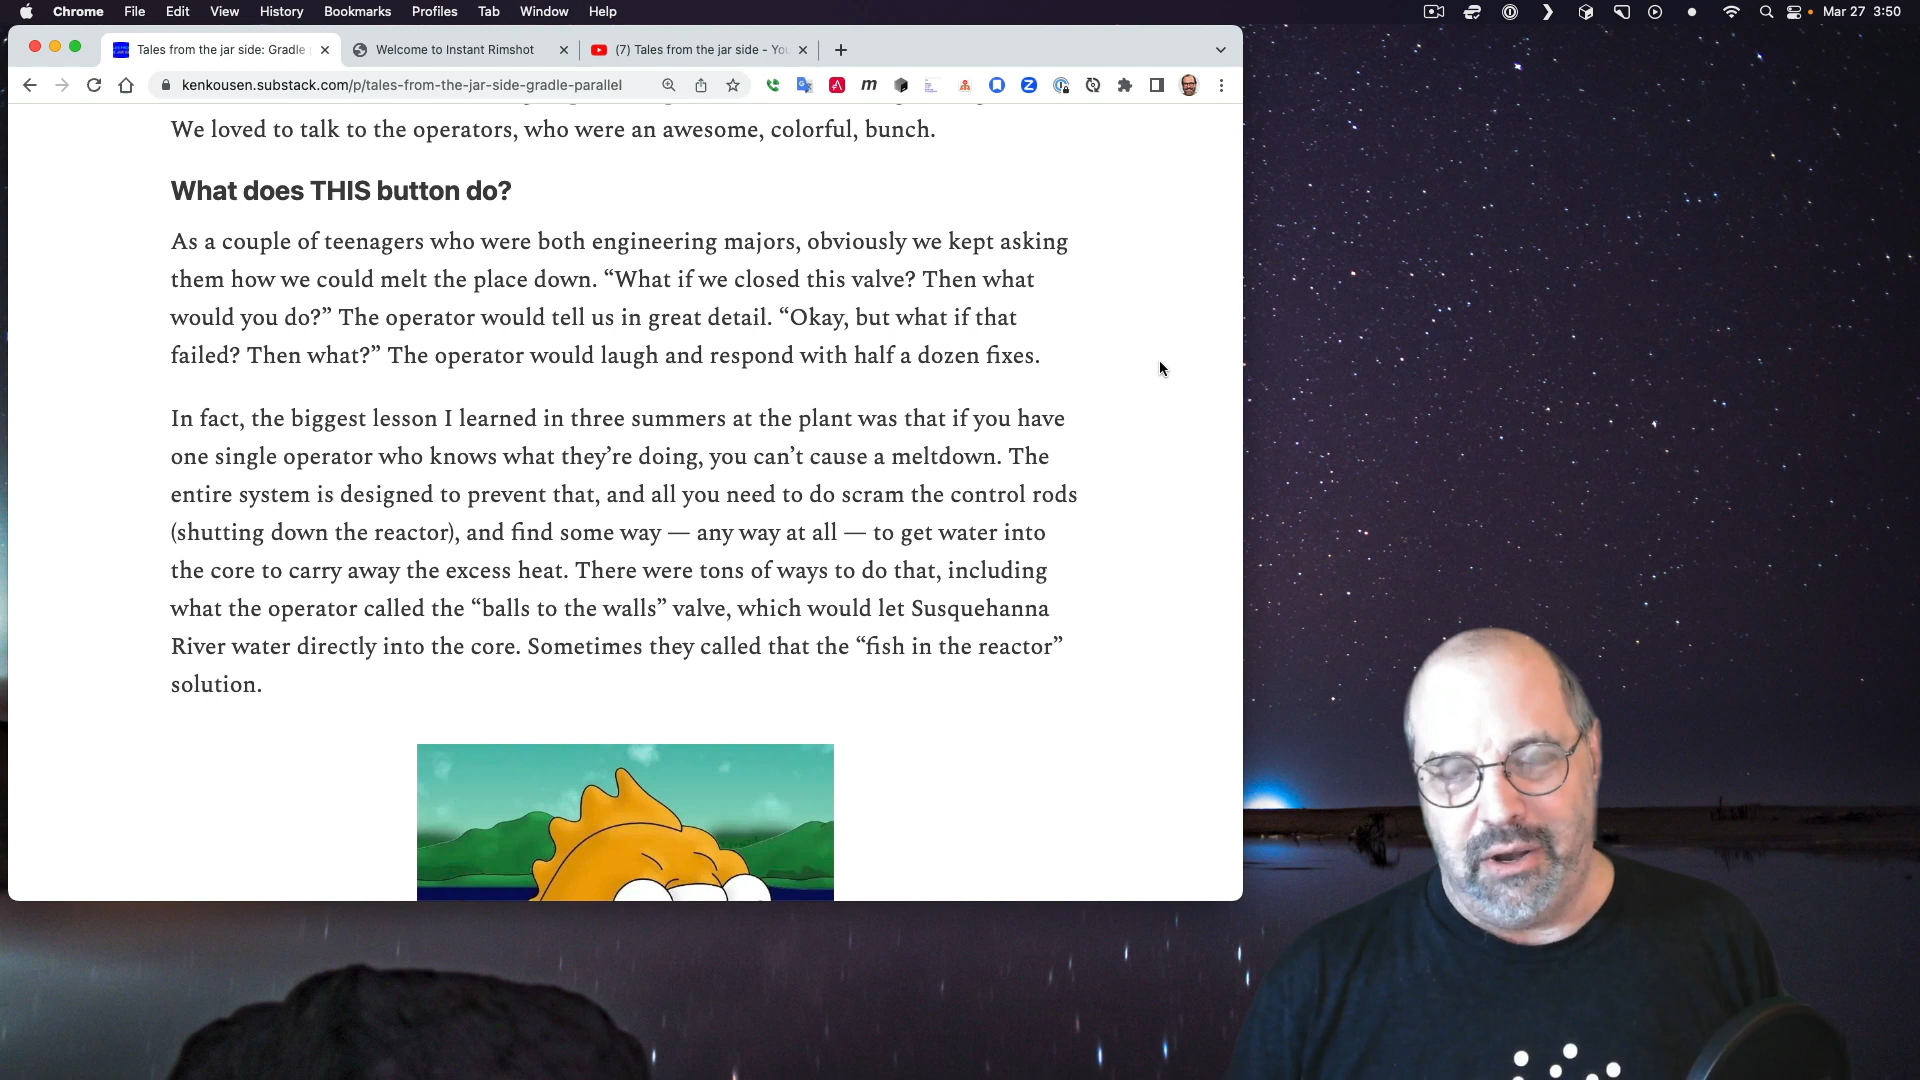 Chrome File Edit View History Bookmarks Profiles Tab Window Help Mar 27 3:50
Tales from the jar side: Gradle Welcome to Instant Rimshot (7) Tales from the jar side - You
kenkousen.substack.com/p/tales-from-the-jar-side-gradle-parallel
We loved to talk to the operators, who were an awesome, colorful, bunch.
What does THIS button do?
As a couple of teenagers who were both engineering majors, obviously we kept asking
them how we could melt the place down. “What if we closed this valve? Then what
would you do?” The operator would tell us in great detail. “Okay, but what if that
failed? Then what?” The operator would laugh and respond with half a dozen fixes.
In fact, the biggest lesson I learned in three summers at the plant was that if you have
one single operator who knows what they’re doing, you can’t cause a meltdown. The
entire system is designed to prevent that, and all you need to do scram the control rods
(shutting down the reactor), and find some way — any way at all — to get water into
the core to carry away the excess heat. There were tons of ways to do that, including
what the operator called the “balls to the walls” valve, which would let Susquehanna
River water directly into the core. Sometimes they called that the “fish in the reactor”
solution.